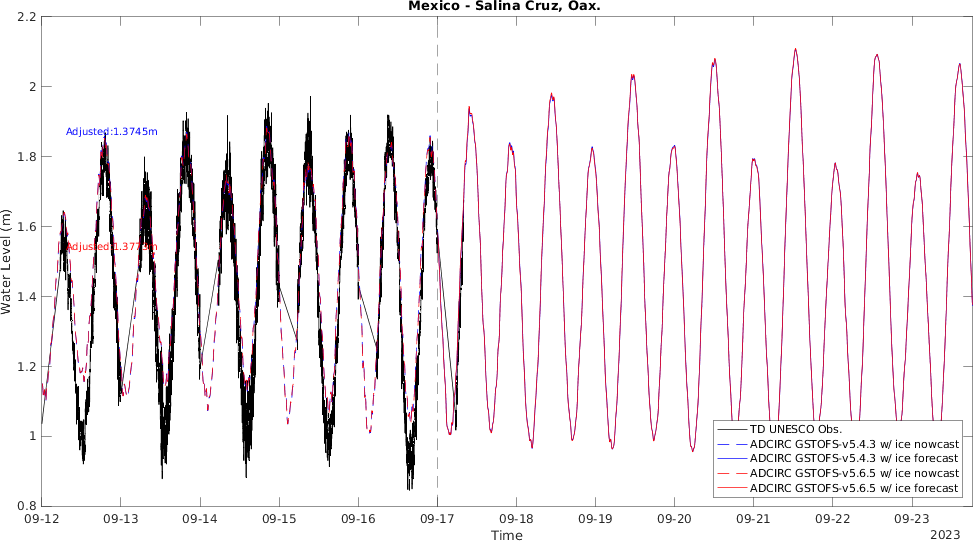 Mexico - Salina Cruz, Oax.
2.2
2
1.8
1.6
1.4
1.2
1
0.8
Water Level (m)
Adjusted:1.3745m
Adjusted:1.3773m
TD UNESCO Obs.
ADCIRC GSTOFS-v5.4.3 w/ ice nowcast
ADCIRC GSTOFS-v5.4.3 w/ ice forecast
ADCIRC GSTOFS-v5.6.5 w/ ice nowcast
ADCIRC GSTOFS-v5.6.5 w/ ice forecast
09-12 09-13 09-14 09-15 09-16 09-17 09-18 09-19 09-20 09-21 09-22 09-23
Time
2023